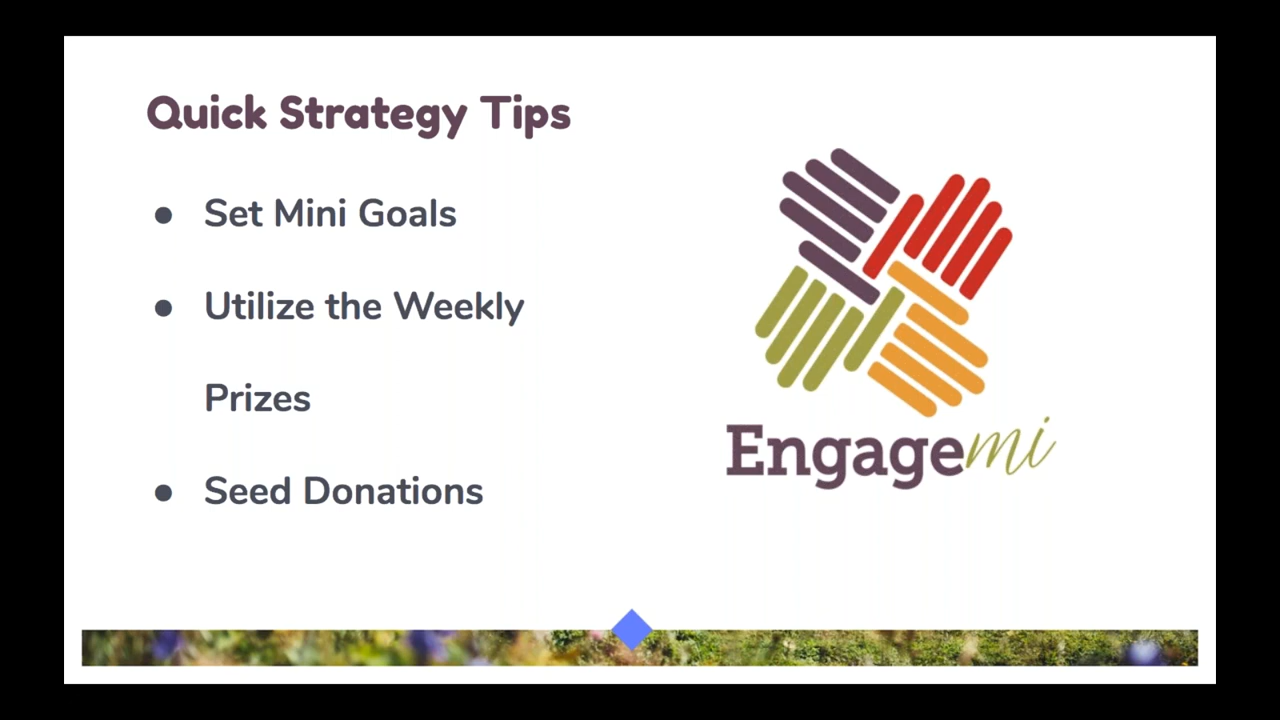 Quick Strategy Tips
● Set Mini Goals
● Utilize the Weekly
Prizes
● Seed Donations
Engagemi